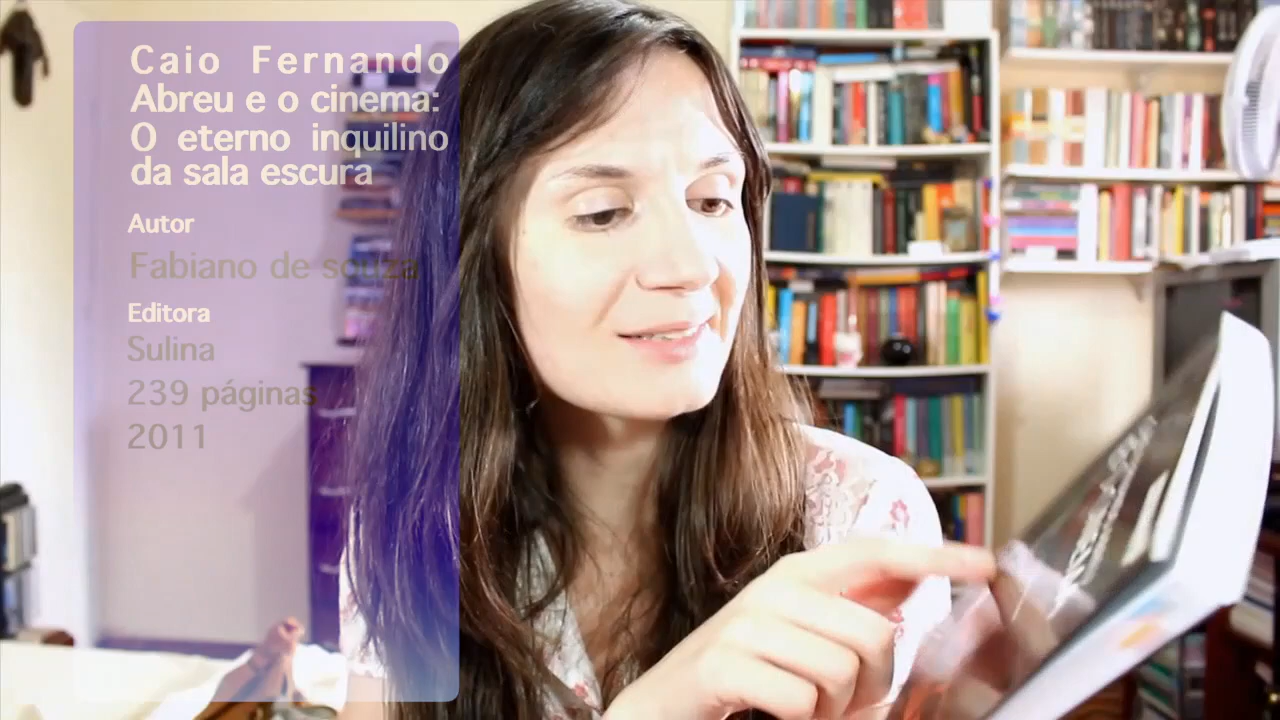 Caio Fernando
Abreu e o cinema:
O eterno inquilino
da sala escura
Autor
Fabiano de souza
Editora
Sulina
239 páginas
2011